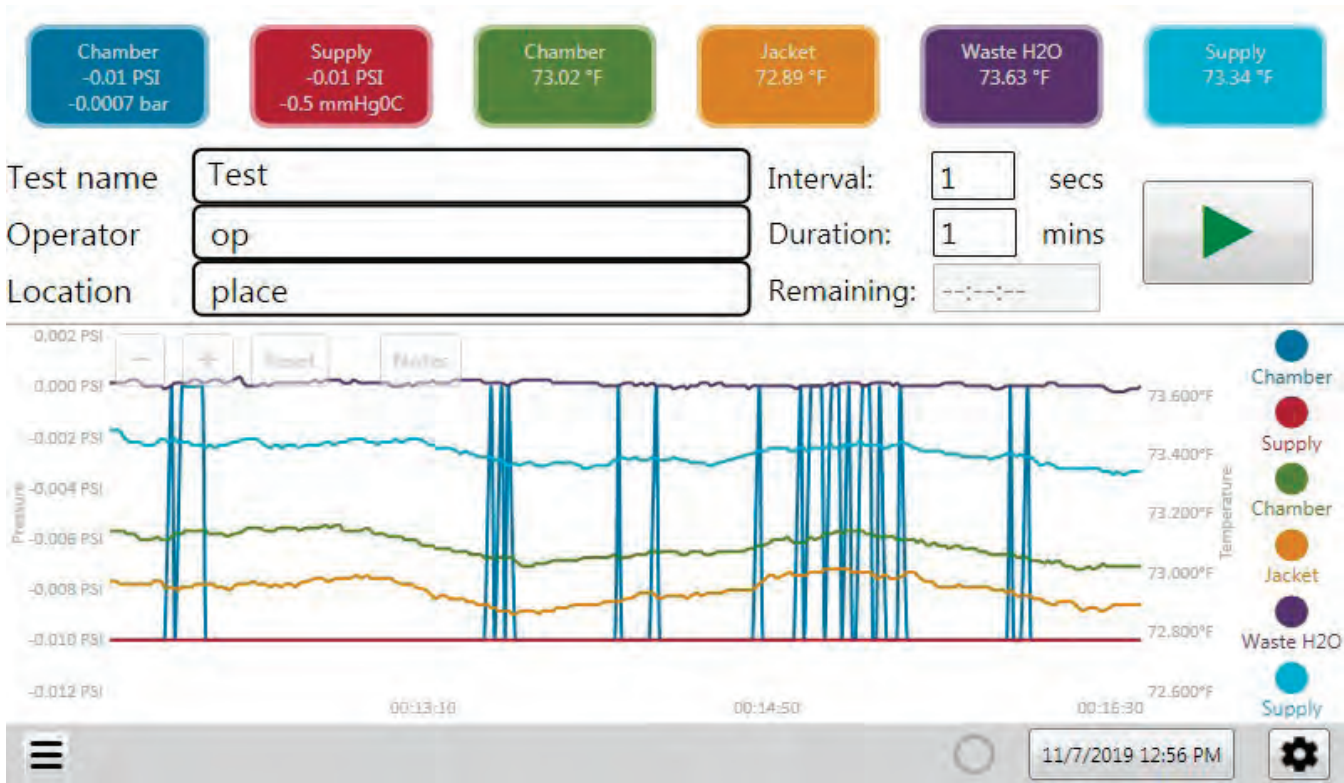 Chamber
-0.01 PSI
-0.0007 bar
Supply
-0.01 PSI
-0.5 mmHg0C
Chamber
73.02 °F
Jacket
72.89 °F
Waste H2O
73.63 °F
Supply
73.34 °F
Test name Test
Operator op
Location place
Interval: 1 secs
Duration: 1 mins
Remaining: --:--:--
- + Reset Notes
0.002 PSI
0.000 PSI
-0.002 PSI
-0.004 PSI
-0.006 PSI
-0.008 PSI
-0.010 PSI
-0.012 PSI
Pressure
73.600°F
73.400°F
73.200°F
73.000°F
72.800°F
72.600°F
Temperature
00:13:10 00:14:50 00:16:30
Chamber
Supply
Chamber
Jacket
Waste H2O
Supply
11/7/2019 12:56 PM